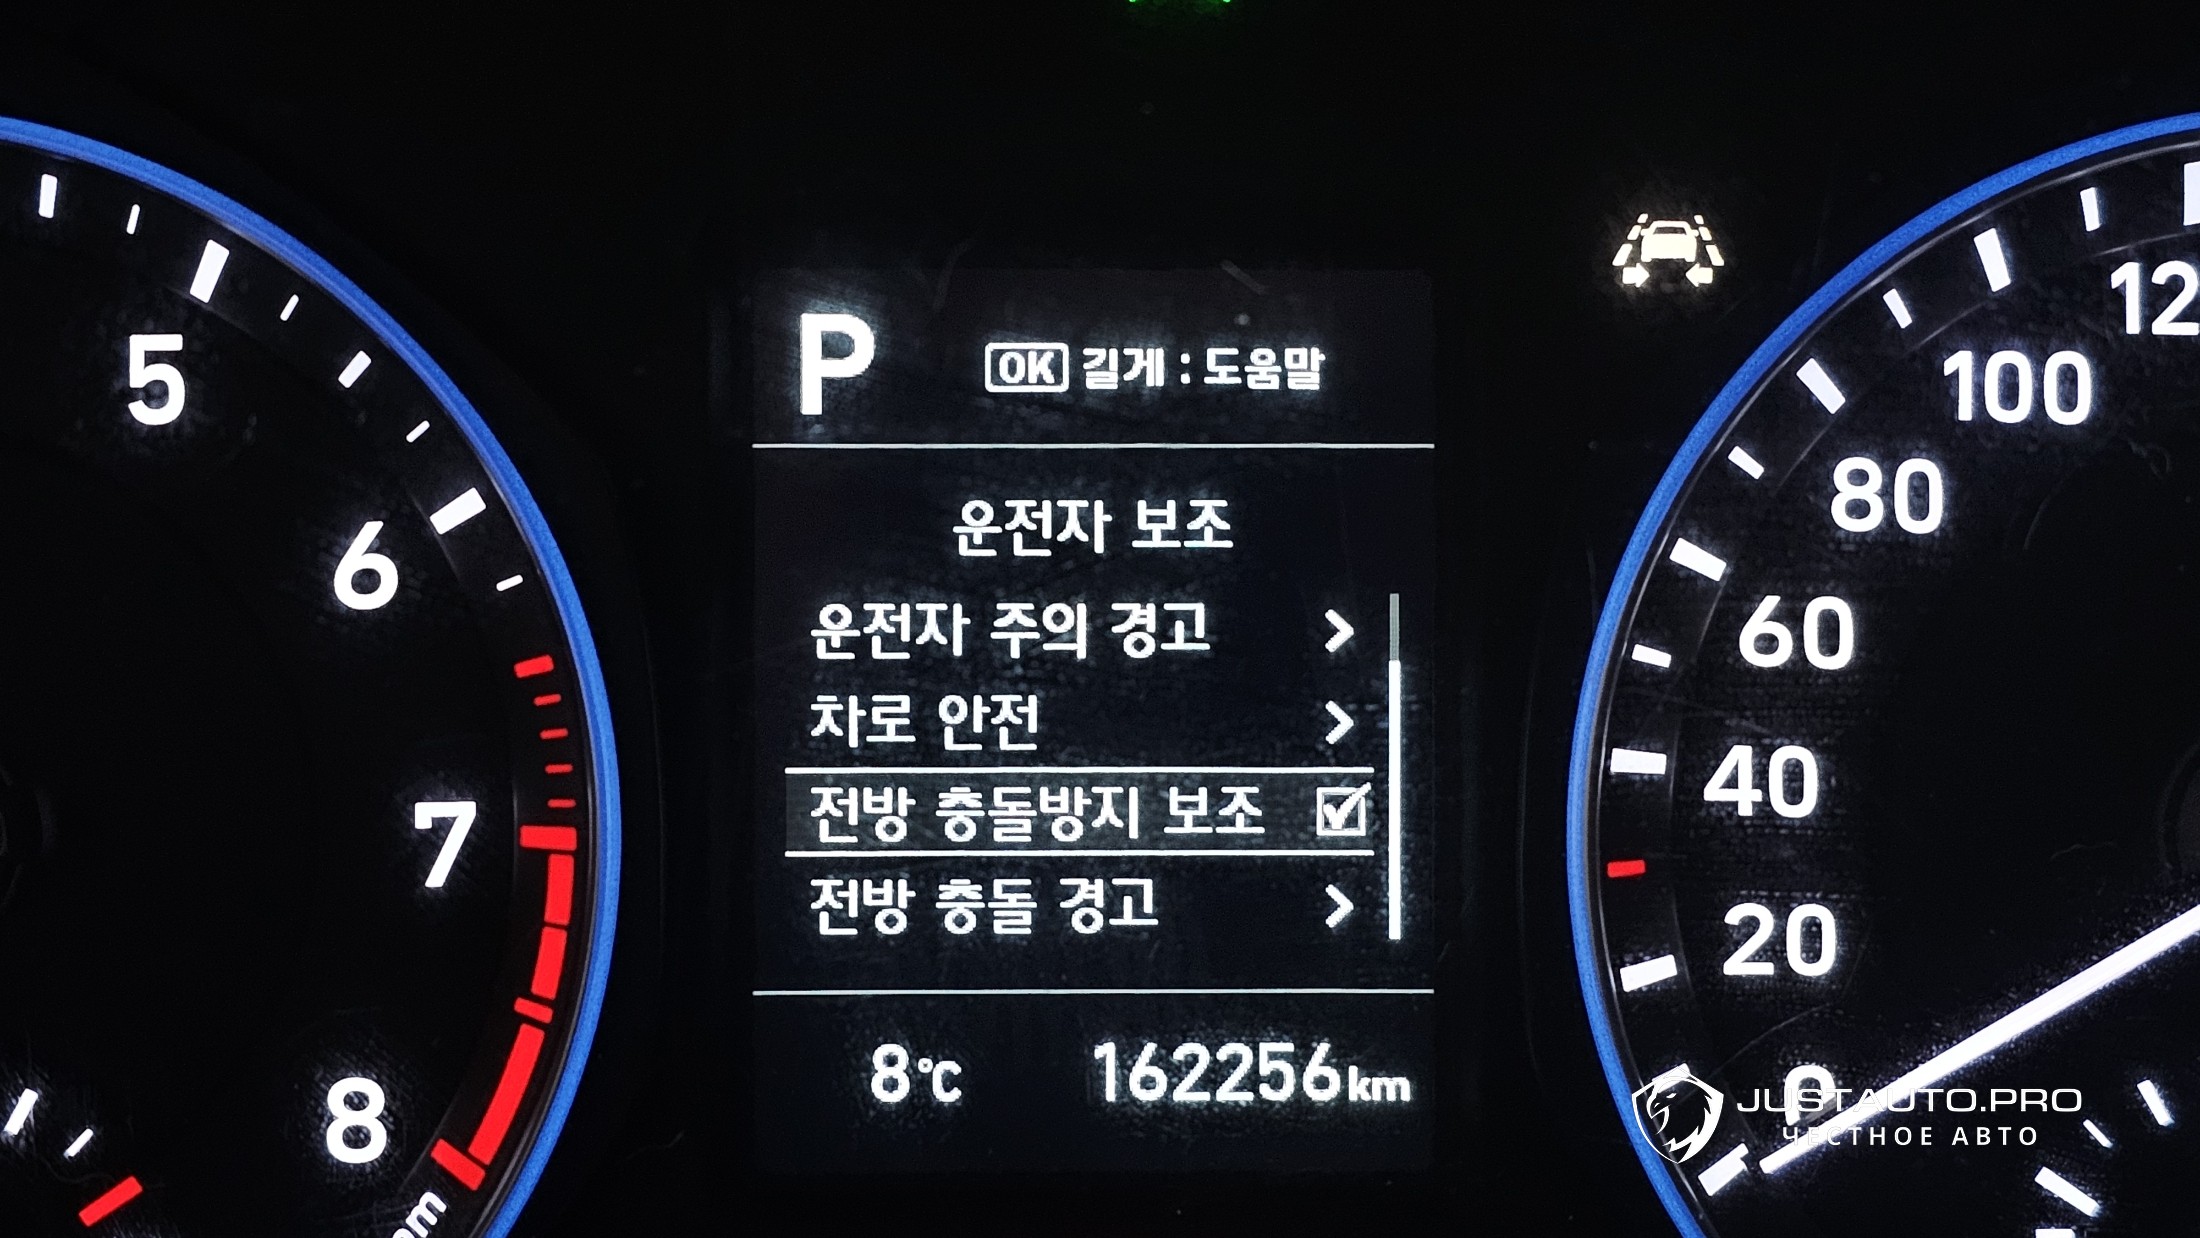 P
OK 길게 : 도움말
운전자 보조
운전자 주의 경고
차로 안전
전방 충돌방지 보조
전방 충돌 경고
8℃ 162256km
5
6
7
8
120
100
80
60
40
20
0
JUSTAUTO.PRO
ЧЕСТНОЕ АВТО